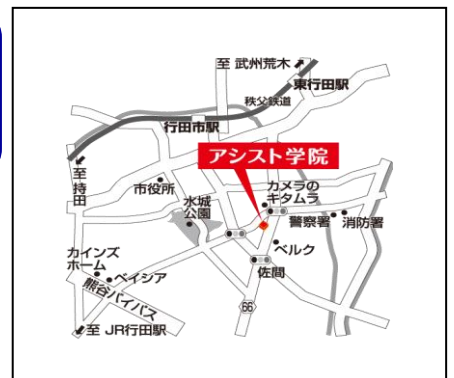 至 武州荒木
東行田駅
秩父鉄道
行田市駅
アシスト学院
至
持
田
市役所
水城
公園
カメラの
キタムラ
警察署
消防署
ベルク
カインズ
ホーム
ベイシア
佐間
熊谷バイパス
66
至 JR行田駅